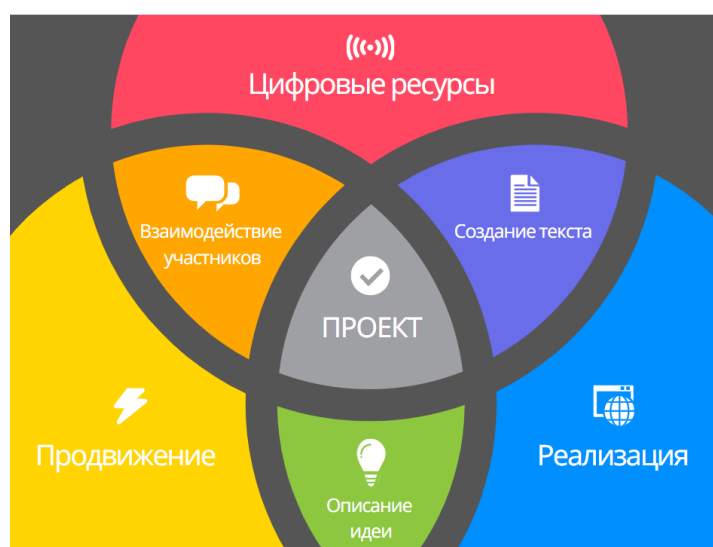 Цифровые ресурсы
Взаимодействие
участников
Создание текста
ПРОЕКТ
Продвижение
Реализация
Описание
идеи